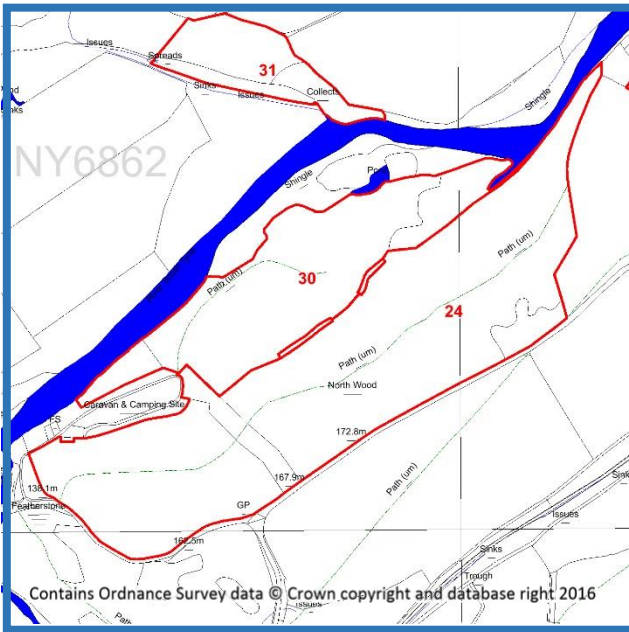 Issues
Spreads
31
Sinks
Issues
Collects
Shingle
sinks
NY6862
Shingle
Path (um)
Path (um)
30
24
Path (um)
North Wood
Caravan & Camping Site
FS
172.8m
Path (um)
167.9m
138.1m
GP
Issues
Sinks
Trough
Issues
Path
Contains Ordnance Survey data © Crown copyright and database right 2016